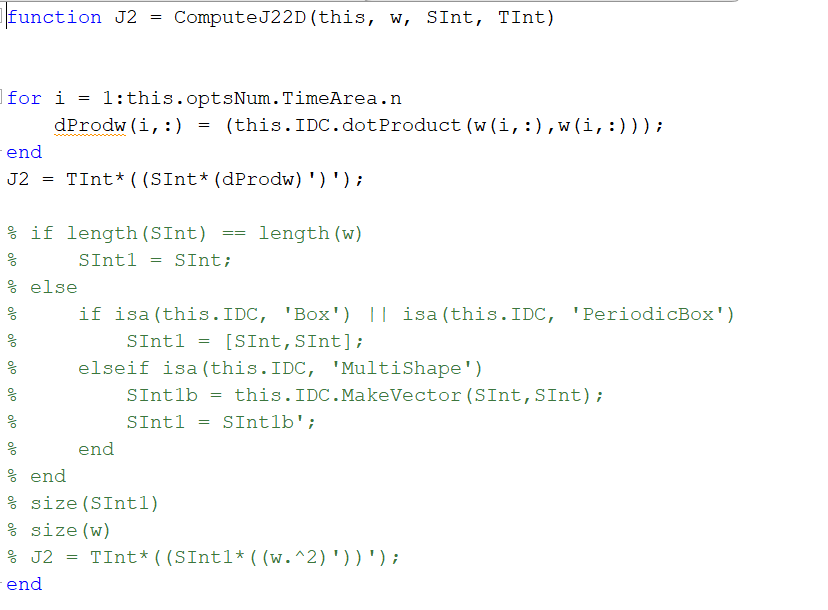 function J2 = ComputeJ22D(this, w, SInt, TInt)
for i = 1:this.optsNum.TimeArea.n
    dProdw(i,:) = (this.IDC.dotProduct(w(i,:),w(i,:)));
end
J2 = TInt*((SInt*(dProdw)')');
% if length(SInt) == length(w)
%     SInt1 = SInt;
% else
%     if isa(this.IDC, 'Box') || isa(this.IDC, 'PeriodicBox')
%         SInt1 = [SInt,SInt];
%     elseif isa(this.IDC, 'MultiShape')
%         SInt1b = this.IDC.MakeVector(SInt,SInt);
%         SInt1 = SInt1b';
%     end
% end
% size(SInt1)
% size(w)
% J2 = TInt*((SInt1*((w.^2)'))');
end